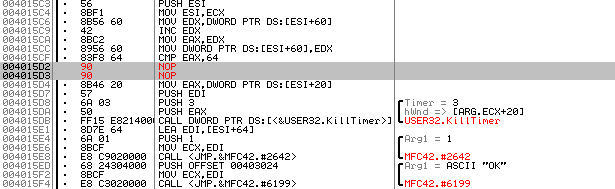 004015C3 . 56 PUSH ESI
004015C4 . 8BF1 MOV ESI,ECX
004015C6 . 8B56 60 MOV EDX,DWORD PTR DS:[ESI+60]
004015C9 . 42 INC EDX
004015CA . 8BC2 MOV EAX,EDX
004015CC . 8956 60 MOV DWORD PTR DS:[ESI+60],EDX
004015CF . 83F8 64 CMP EAX,64
004015D2 90 NOP
004015D3 90 NOP
004015D4 . 8B46 20 MOV EAX,DWORD PTR DS:[ESI+20]
004015D7 . 57 PUSH EDI
004015D8 . 6A 03 PUSH 3 Timer = 3
004015DA . 50 PUSH EAX hWnd => [ARG.ECX+20]
004015DB . FF15 E8214000 CALL DWORD PTR DS:[<&USER32.KillTimer>] USER32.KillTimer
004015E1 . 8D7E 64 LEA EDI,[ESI+64]
004015E4 . 6A 01 PUSH 1 Arg1 = 1
004015E6 . 8BCF MOV ECX,EDI
004015E8 . E8 C9020000 CALL <JMP.&MFC42.#2642> MFC42.#2642
004015ED . 68 24304000 PUSH OFFSET 00403024 Arg1 = ASCII "OK"
004015F2 . 8BCF MOV ECX,EDI
004015F4 . E8 C3020000 CALL <JMP.&MFC42.#6199> MFC42.#6199